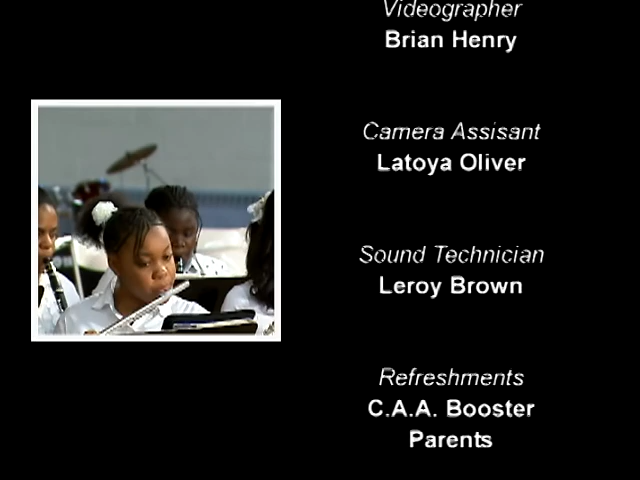 Videographer
Brian Henry
Camera Assisant
Latoya Oliver
Sound Technician
Leroy Brown
Refreshments
C.A.A. Booster
Parents